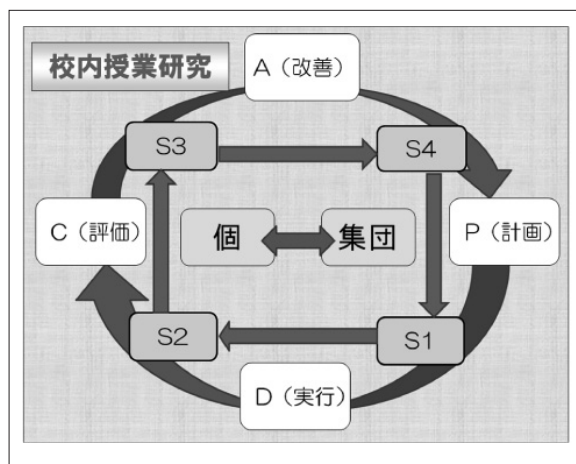 校内授業研究
A（改善）
S3
S4
C（評価）
個
集団
P（計画）
S2
S1
D（実行）